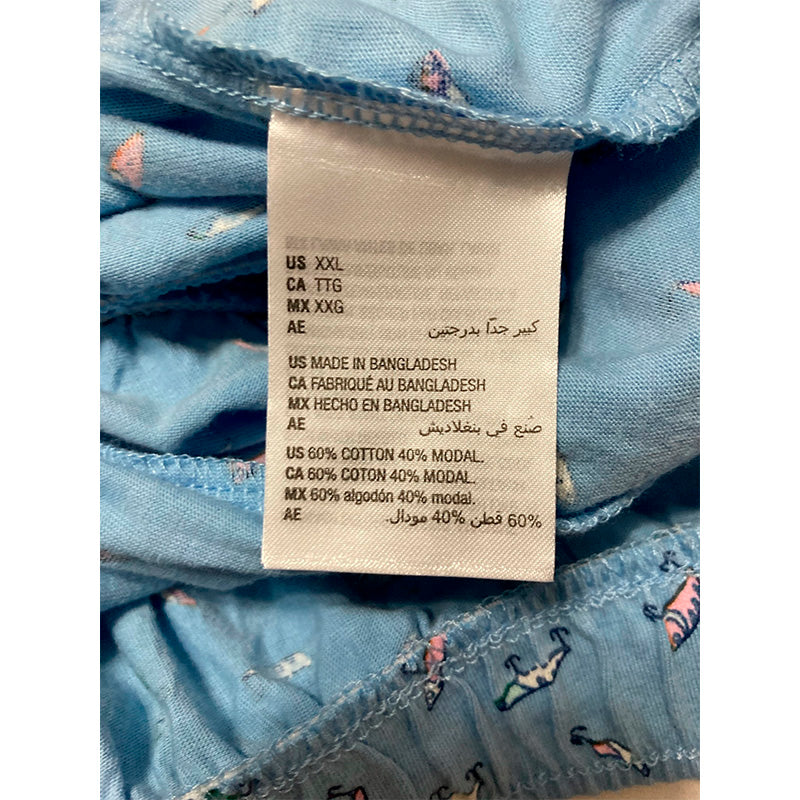 US XXL
CA TTG
MX XXG
AE كبير جدًا بدرجتين
US MADE IN BANGLADESH
CA FABRIQUÉ AU BANGLADESH
MX HECHO EN BANGLADESH
AE صُنع في بنغلاديش
US 60% COTTON 40% MODAL.
CA 60% COTON 40% MODAL.
MX 60% algodón 40% modal.
AE 60% قطن 40% مودال.